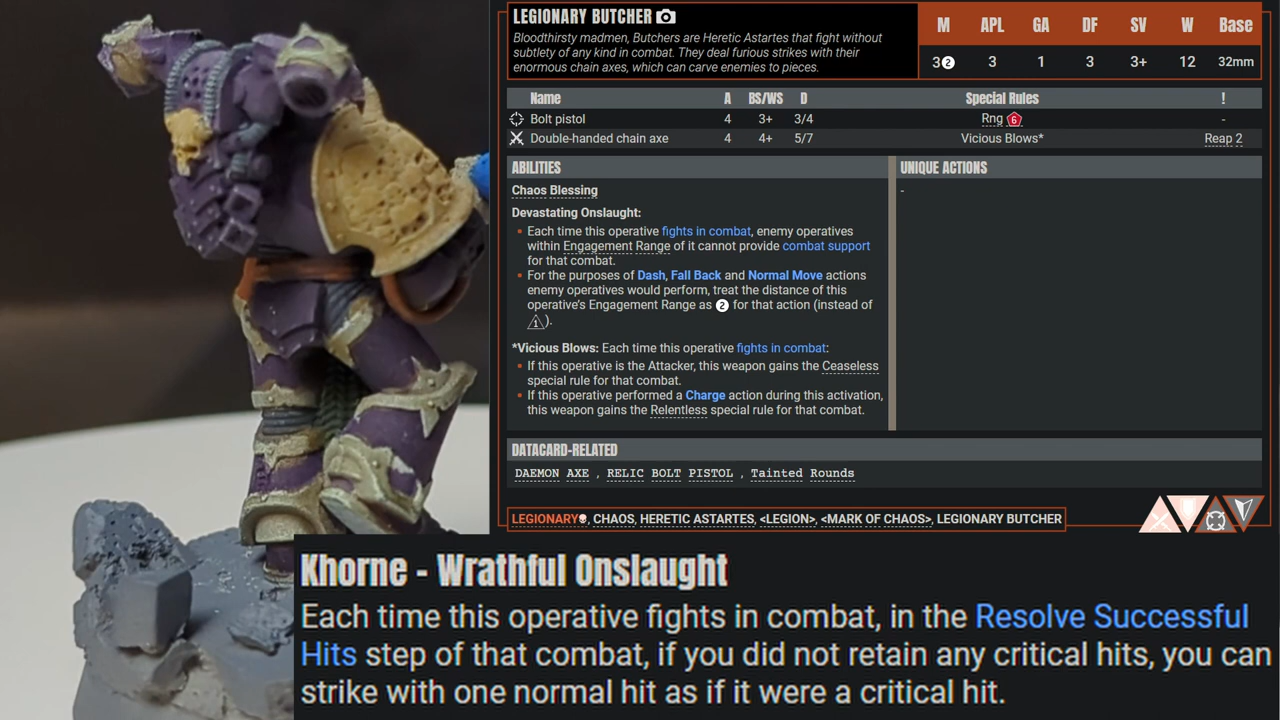 LEGIONARY BUTCHER
Bloodthirsty madmen, Butchers are Heretic Astartes that fight without
subtlety of any kind in combat. They deal furious strikes with their
enormous chain axes, which can carve enemies to pieces.
M APL GA DF SV W Base
3 2 3 1 3 3+ 12 32mm
Name A BS/WS D Special Rules !
Bolt pistol 4 3+ 3/4 Rng 6 -
Double-handed chain axe 4 4+ 5/7 Vicious Blows* Reap 2
ABILITIES
Chaos Blessing
Devastating Onslaught:
Each time this operative fights in combat, enemy operatives
within Engagement Range of it cannot provide combat support
for that combat.
For the purposes of Dash, Fall Back and Normal Move actions
enemy operatives would perform, treat the distance of this
operative's Engagement Range as 2 for that action (instead of
1).
*Vicious Blows: Each time this operative fights in combat:
If this operative is the Attacker, this weapon gains the Ceaseless
special rule for that combat.
If this operative performed a Charge action during this activation,
this weapon gains the Relentless special rule for that combat.
UNIQUE ACTIONS
-
DATACARD-RELATED
DAEMON AXE , RELIC BOLT PISTOL , Tainted Rounds
LEGIONARY, CHAOS, HERETIC ASTARTES, <LEGION>, <MARK OF CHAOS>, LEGIONARY BUTCHER
Khorne - Wrathful Onslaught
Each time this operative fights in combat, in the Resolve Successful
Hits step of that combat, if you did not retain any critical hits, you can
strike with one normal hit as if it were a critical hit.